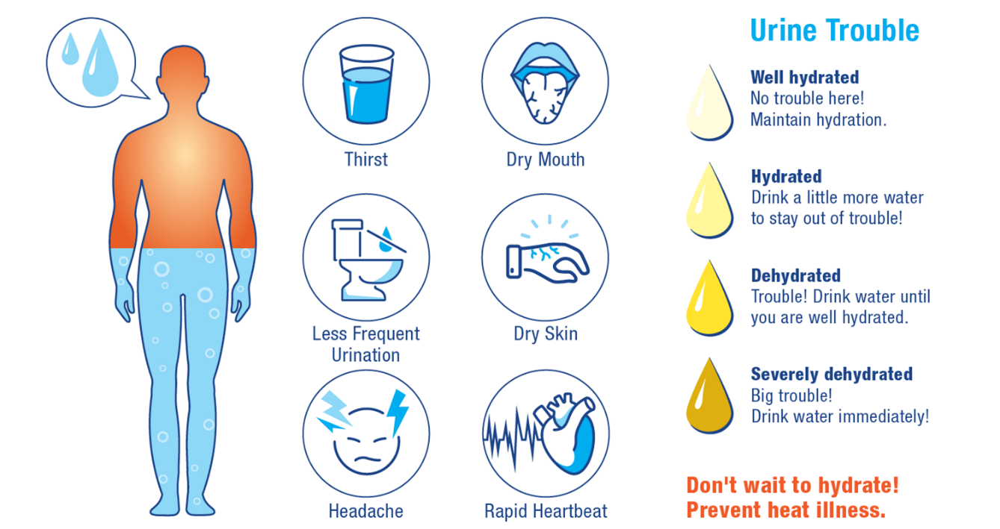 Thirst
Dry Mouth
Less Frequent
Urination
Dry Skin
Headache
Rapid Heartbeat
Urine Trouble
Well hydrated
No trouble here!
Maintain hydration.
Hydrated
Drink a little more water
to stay out of trouble!
Dehydrated
Trouble! Drink water until
you are well hydrated.
Severely dehydrated
Big trouble!
Drink water immediately!
Don't wait to hydrate!
Prevent heat illness.